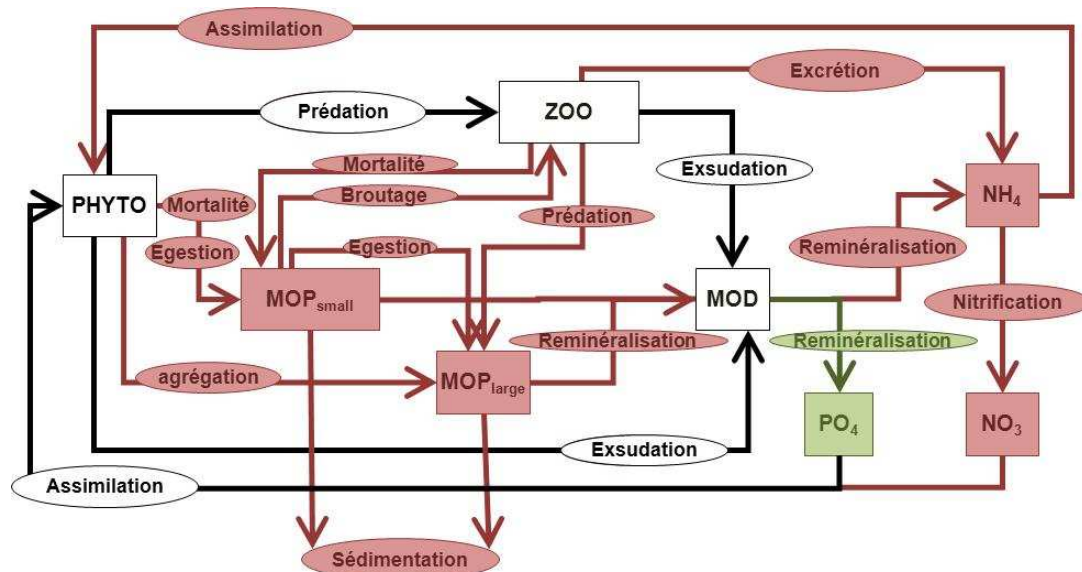 Assimilation
Excrétion
Prédation
ZOO
Mortalité
Exsudation
Broutage
PHYTO
Mortalité
NH4
Prédation
Egestion
Egestion
Reminéralisation
MOPsmall
MOD
Nitrification
Reminéralisation
Reminéralisation
agrégation
MOPlarge
PO4
NO3
Exsudation
Assimilation
Sédimentation